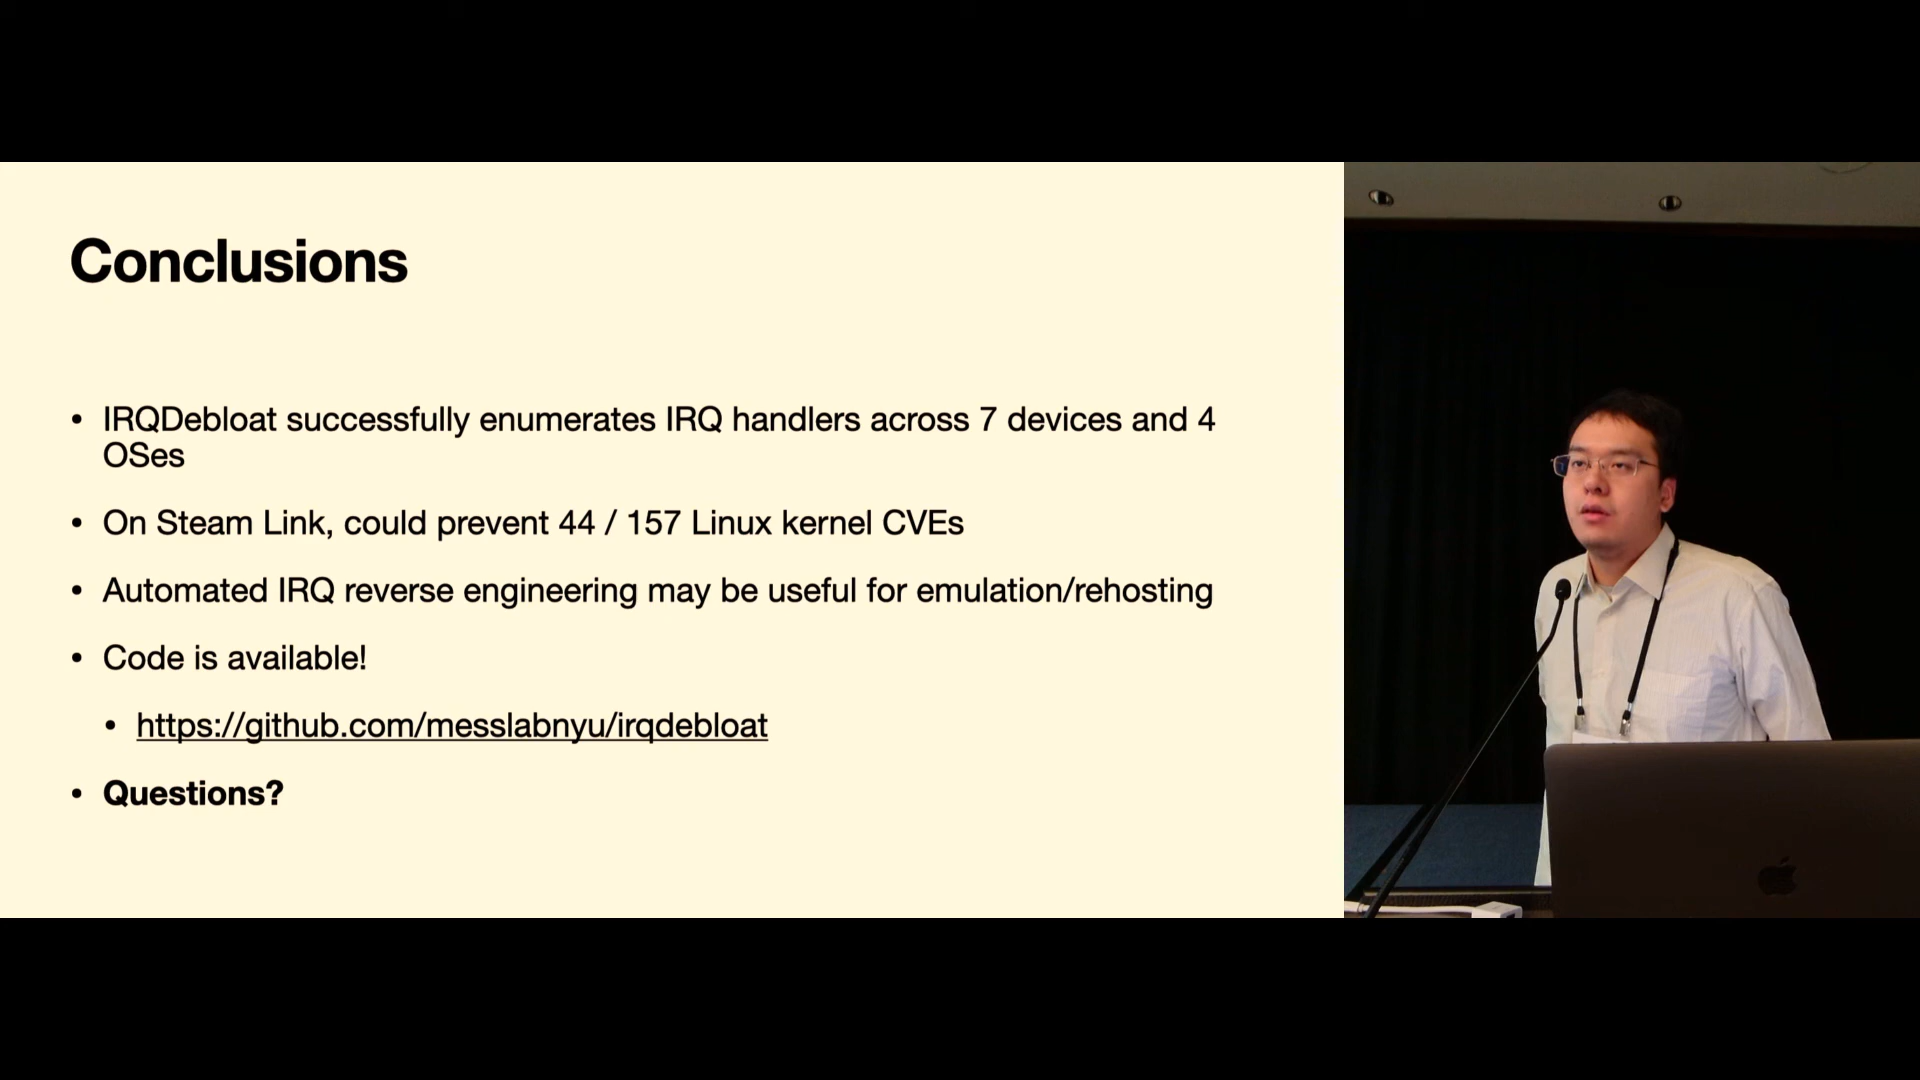 Conclusions
• IRQDebloat successfully enumerates IRQ handlers across 7 devices and 4
OSes
• On Steam Link, could prevent 44 / 157 Linux kernel CVEs
• Automated IRQ reverse engineering may be useful for emulation/rehosting
• Code is available!
• https://github.com/messlabnyu/irqdebloat
• Questions?